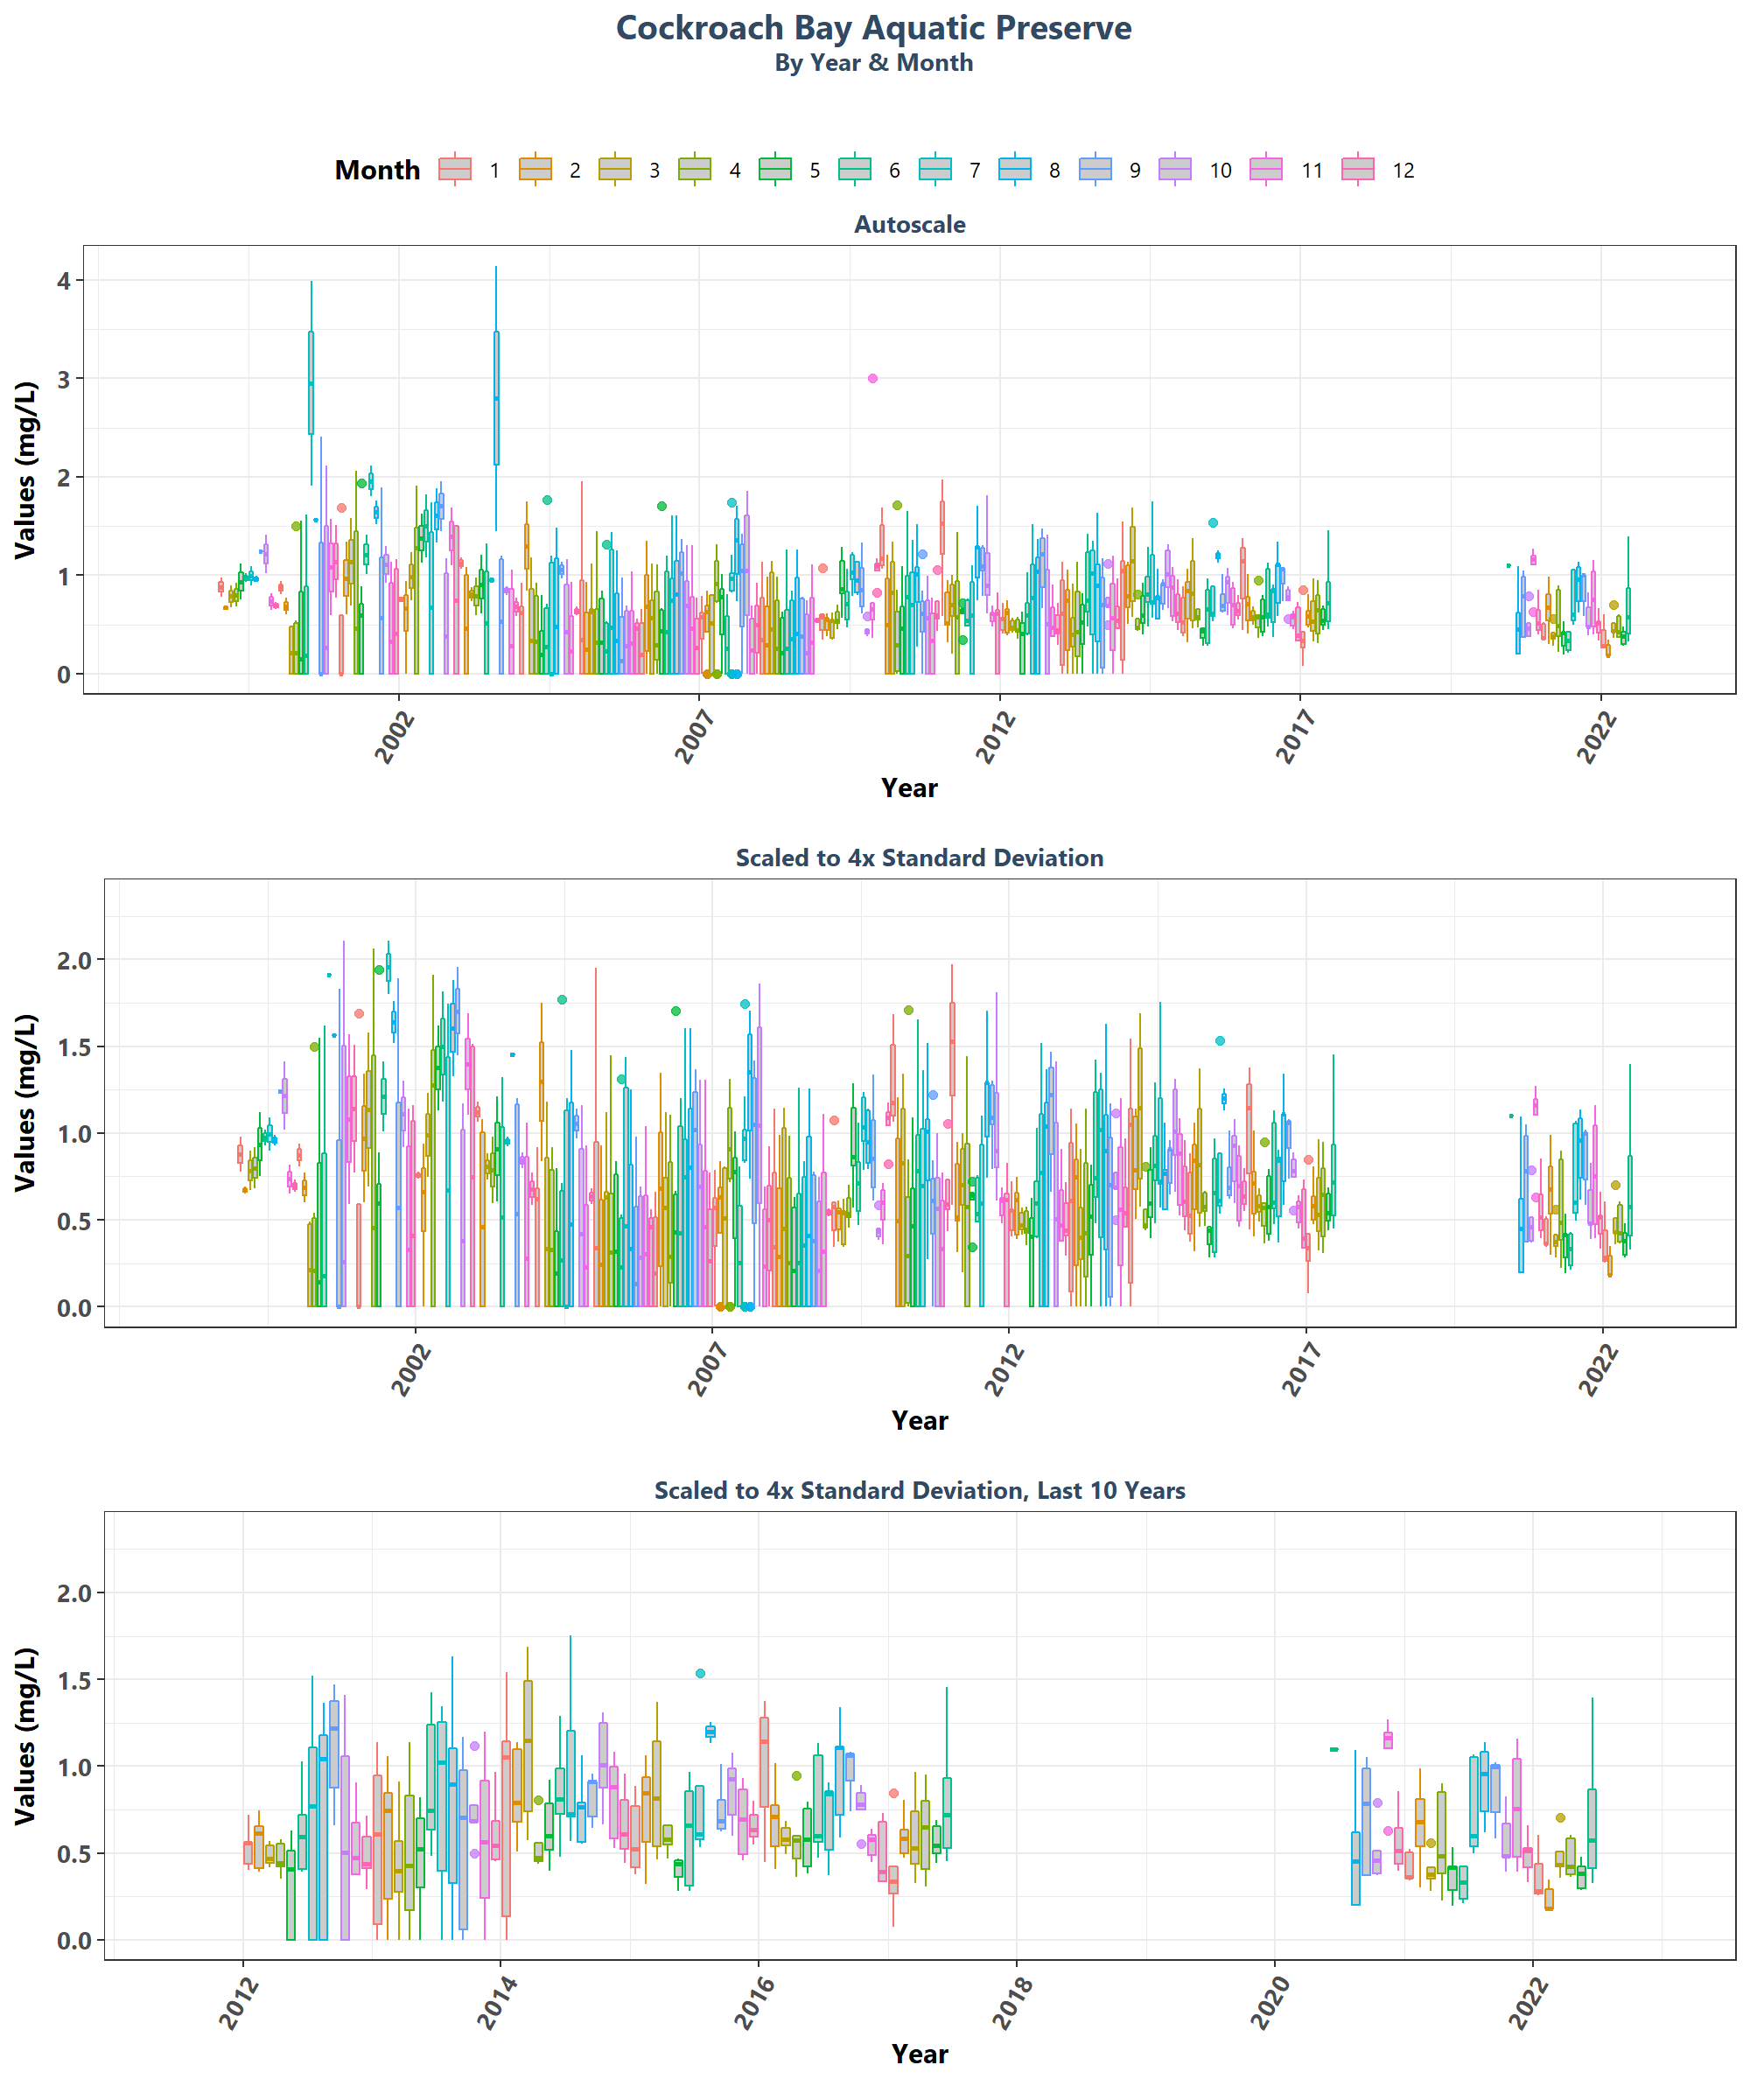 Cockroach Bay Aquatic Preserve
By Year & Month
Month 1 2 3 4 5 6 7 8 9 10 11 12
Autoscale
Values (mg/L)
4
3
2
1
0
2002 2007 2012 2017 2022
Year
Scaled to 4x Standard Deviation
Values (mg/L)
2.0
1.5
1.0
0.5
0.0
2002 2007 2012 2017 2022
Year
Scaled to 4x Standard Deviation, Last 10 Years
Values (mg/L)
2.0
1.5
1.0
0.5
0.0
2012 2014 2016 2018 2020 2022
Year